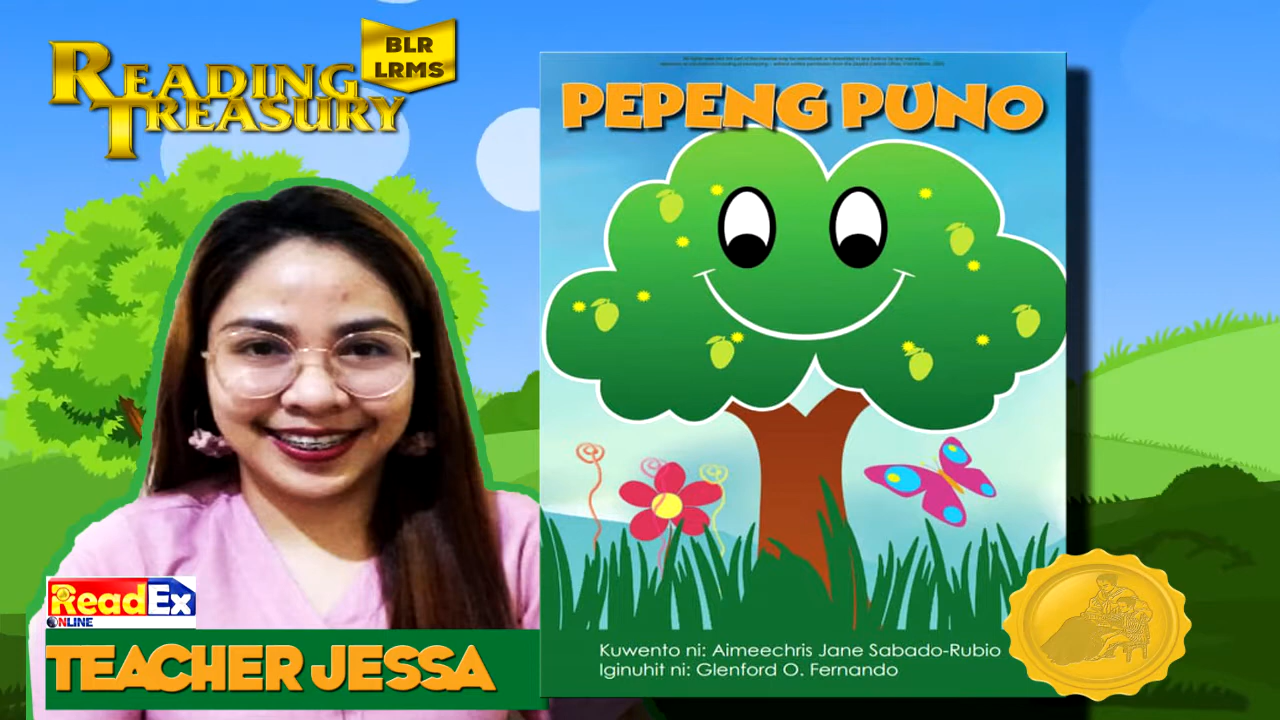 READING
TREASURY
BLR
LRMS
PEPENG PUNO
Kuwento ni: Aimeechris Jane Sabado-Rubio
Iginuhit ni: Glenford O. Fernando
ReadEx
ONLINE
TEACHER JESSA